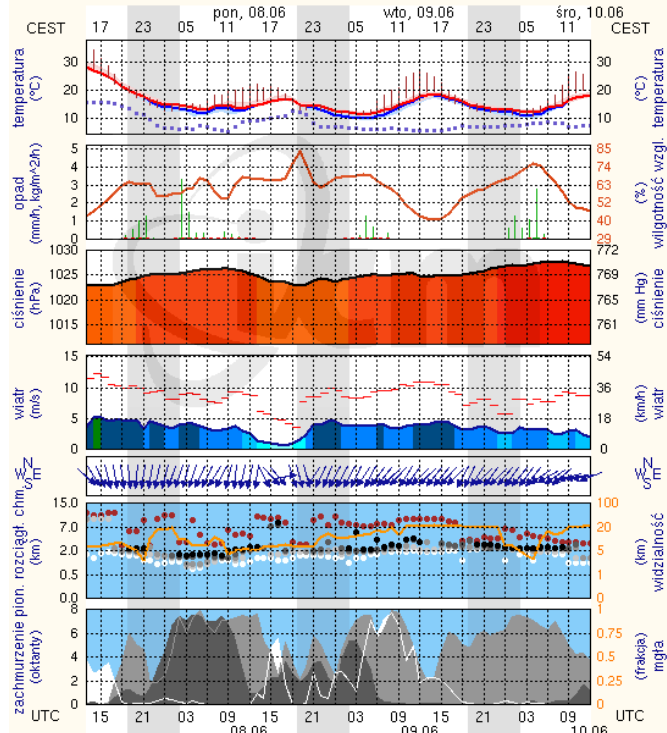 pon, 08.06 wto, 09.06 śro, 10.06
CEST 17 23 05 11 17 23 05 11 17 23 05 11 CEST
temperatura
(°C)
30
20
10
30
20
10
temperatura
(°C)
opad
(mm/h, kg/m^2/h)
5
4
3
2
1
0
85
74
63
52
40
29
(%)
wilgotność wzgl.
ciśnienie
(hPa)
1030
1025
1020
1015
772
769
765
761
(mm Hg)
ciśnienie
wiatr
(m/s)
15
10
5
0
54
36
18
0
(km/h)
wiatr
N
W E
S
N
W E
S
pion. rozciągł. chm.
(km)
15.0
7.0
2.0
0.5
0.0
100
20
5
1
0
(km)
widzialność
zachmurzenie
(oktanty)
8
6
4
2
0
1
0.75
0.5
0.25
0
(frakcja)
mgła
UTC 15 21 03 09 15 21 03 09 15 21 03 09 UTC
08.06 09.06 10.06